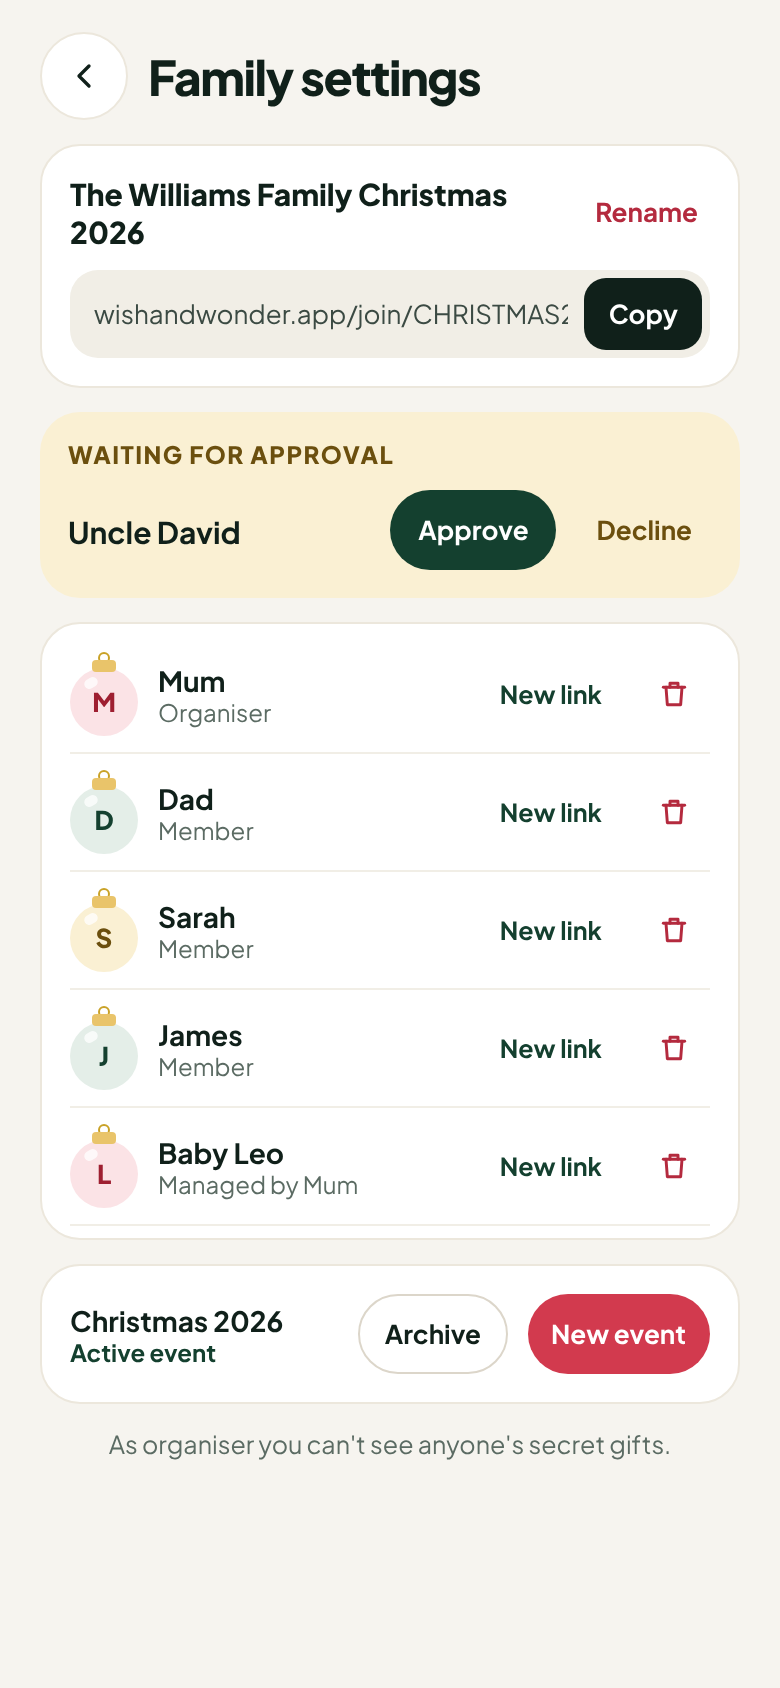 Family settings
The Williams Family Christmas
2026
Rename
wishandwonder.app/join/CHRISTMAS2
Copy
WAITING FOR APPROVAL
Uncle David
Approve
Decline
M
Mum
Organiser
New link
D
Dad
Member
New link
S
Sarah
Member
New link
J
James
Member
New link
L
Baby Leo
Managed by Mum
New link
Christmas 2026
Active event
Archive
New event
As organiser you can't see anyone's secret gifts.